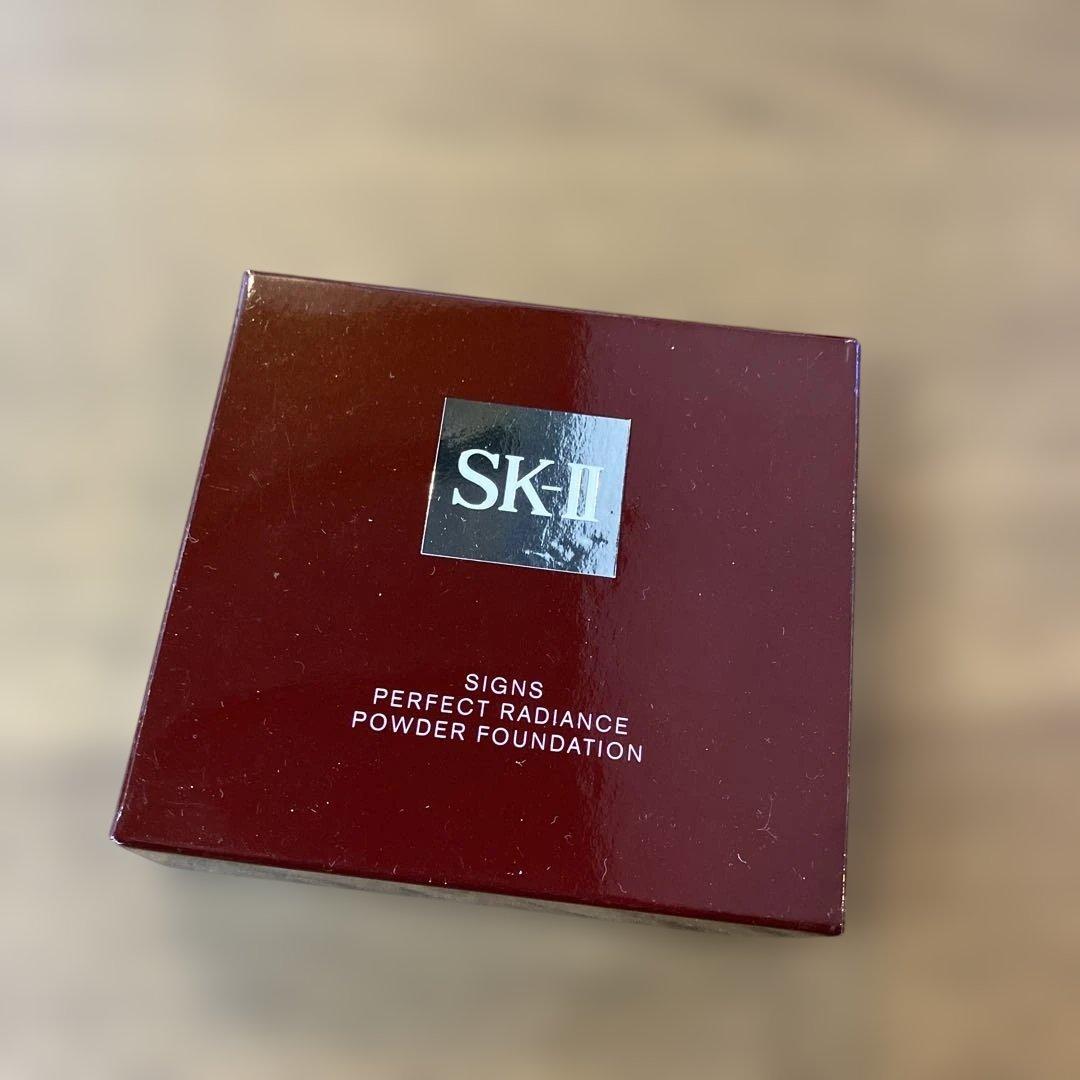 SK-II
SIGNS
PERFECT RADIANCE
POWDER FOUNDATION